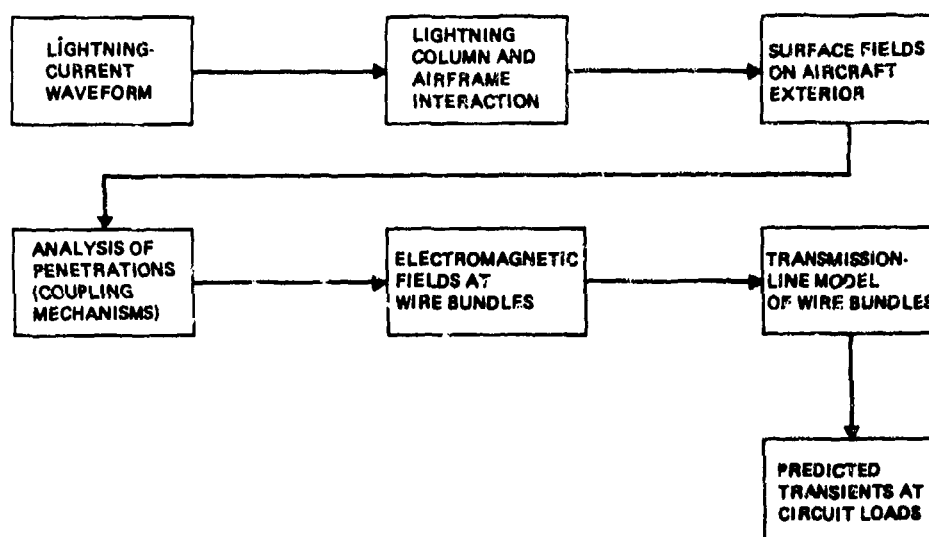 LIGHTNING-
CURRENT
WAVEFORM
LIGHTNING
COLUMN AND
AIRFRAME
INTERACTION
SURFACE FIELDS
ON AIRCRAFT
EXTERIOR
ANALYSIS OF
PENETRATIONS
(COUPLING
MECHANISMS)
ELECTROMAGNETIC
FIELDS AT
WIRE BUNDLES
TRANSMISSION-
LINE MODEL
OF WIRE BUNDLES
PREDICTED
TRANSIENTS AT
CIRCUIT LOADS